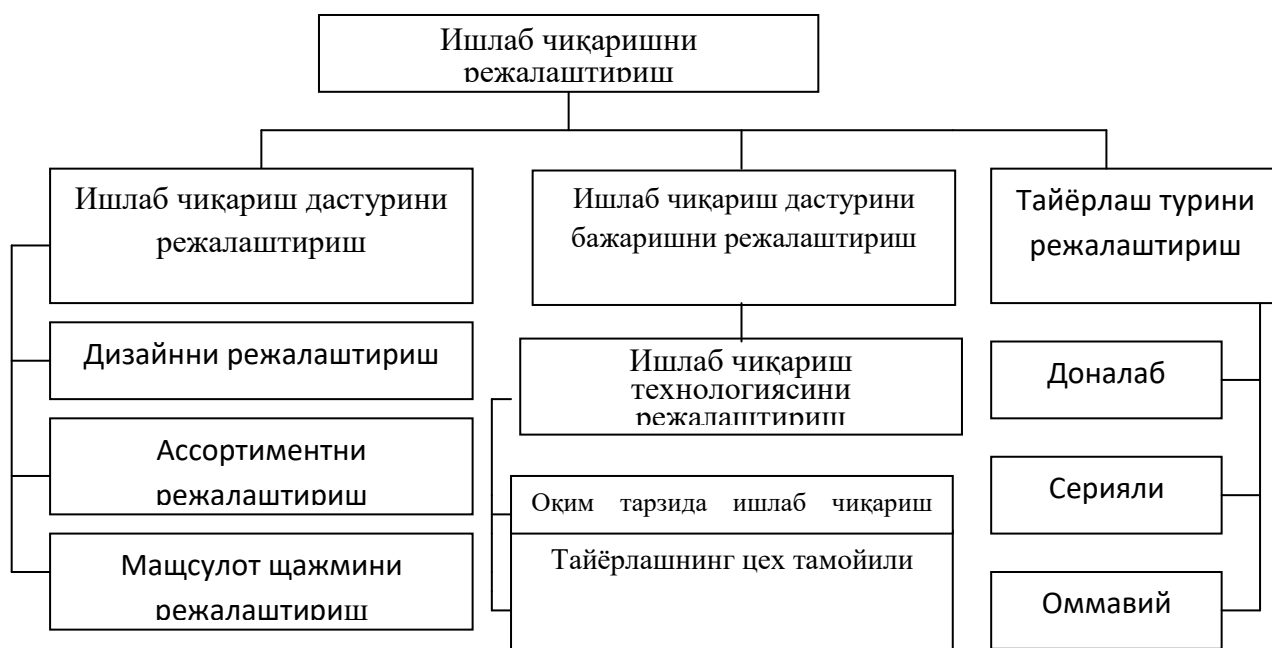 Ишлаб чиқаришни
режалаштириш
Ишлаб чиқариш дастурини
режалаштириш
Дизайнни режалаштириш
Ассортиментни
режалаштириш
Мащсулот щажмини
режалаштириш
Ишлаб чиқариш дастурини
бажаришни режалаштириш
Ишлаб чиқариш
технологиясини
режалаштириш
Оқим тарзида ишлаб чиқариш
Тайёрлашнинг цех тамойили
Тайёрлаш турини
режалаштириш
Доналаб
Серияли
Оммавий